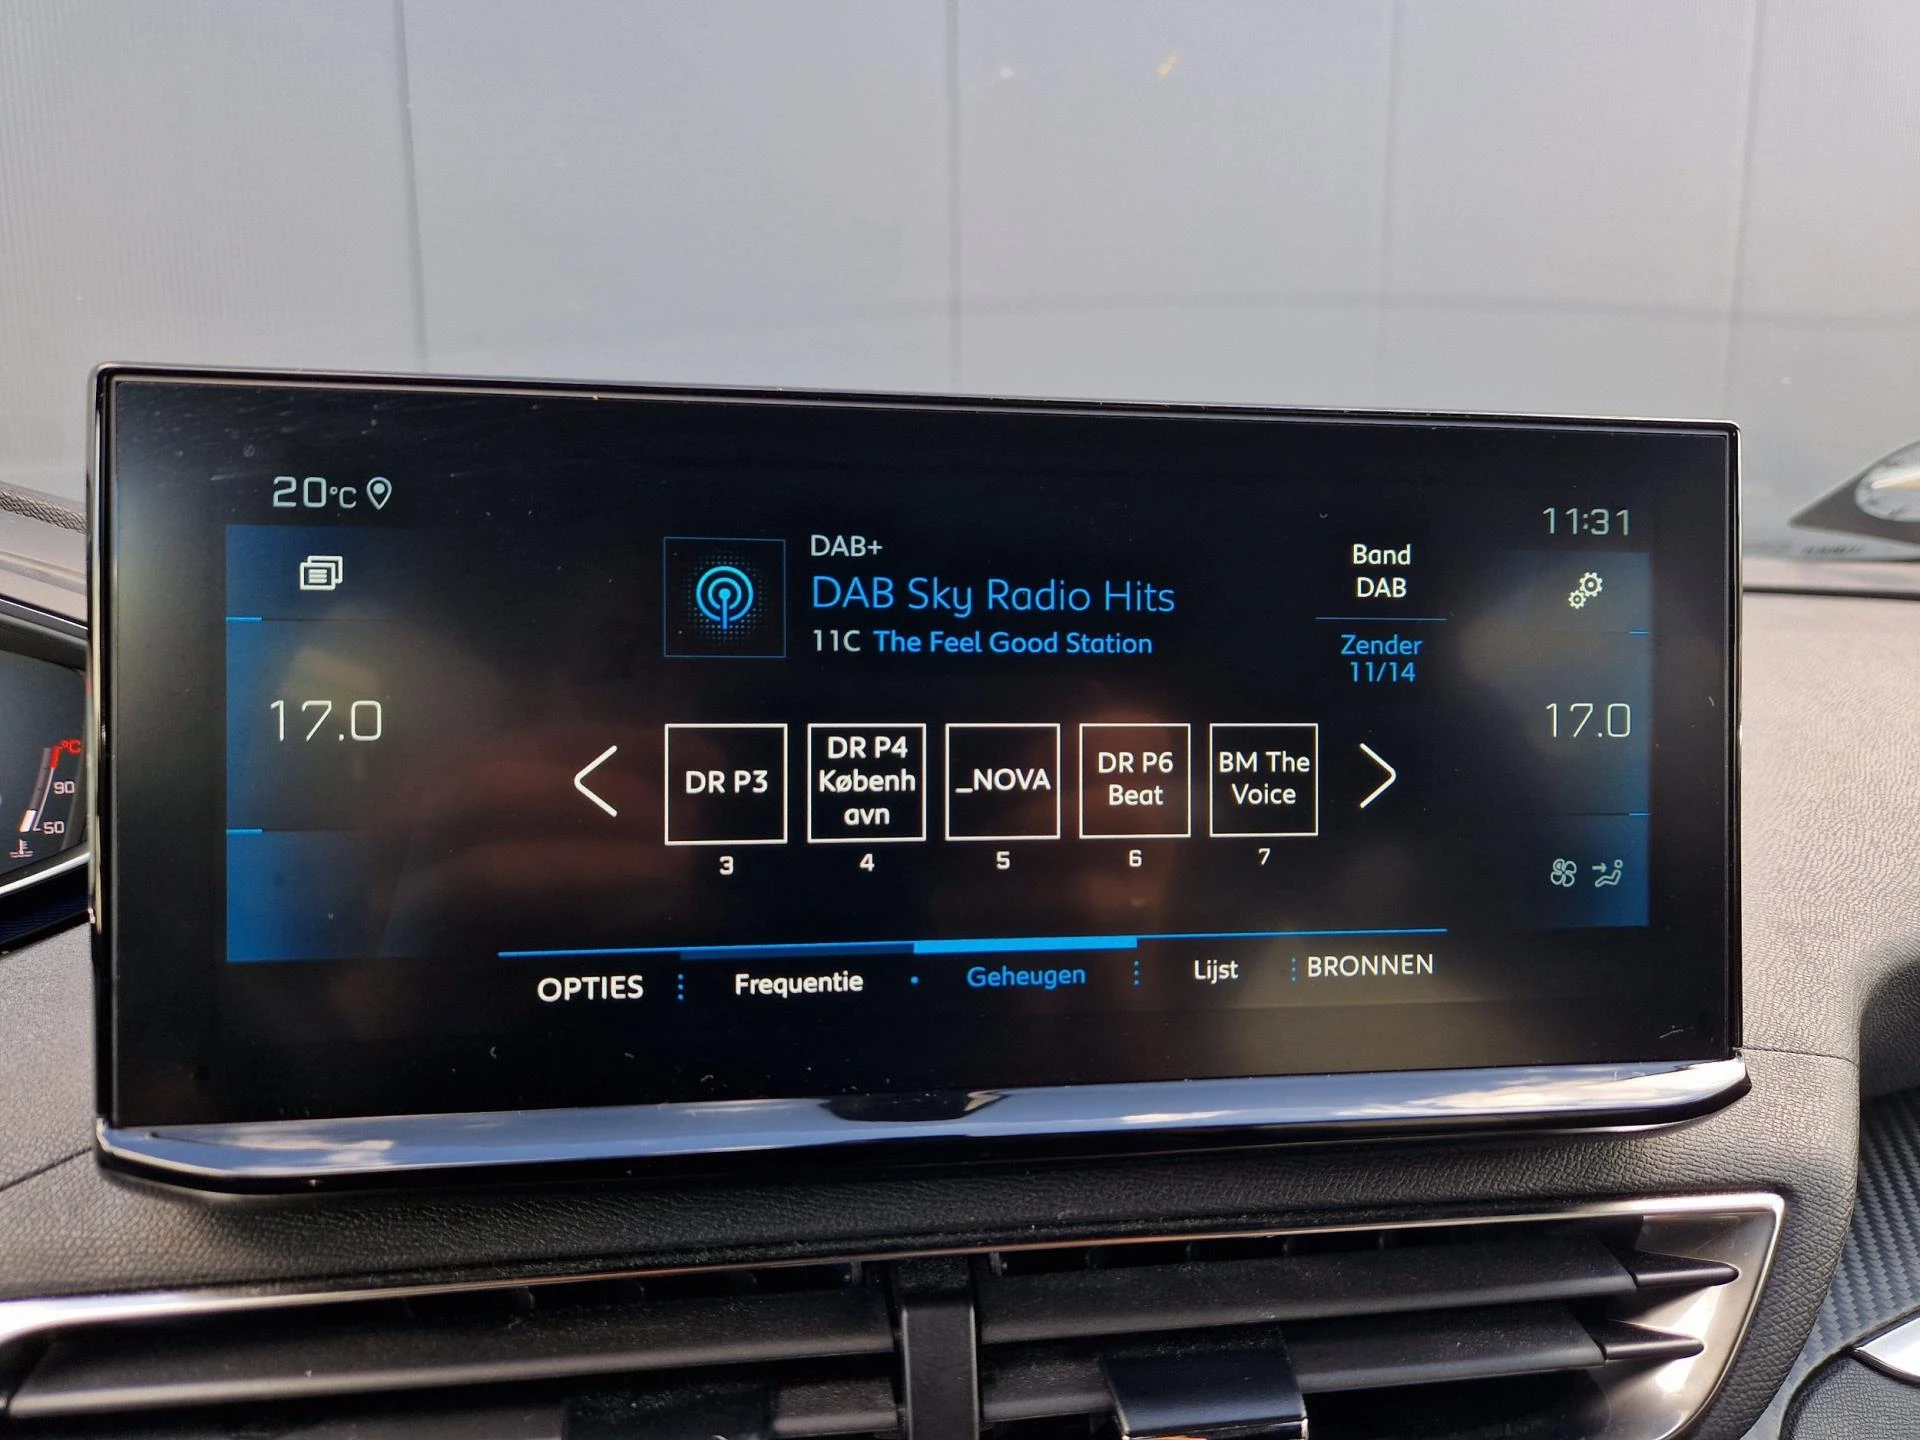 20°C
11:31
DAB+
DAB Sky Radio Hits
11C The Feel Good Station
Band
DAB
Zender
11/14
17.0
17.0
DR P3
DR P4
Københ
avn
_NOVA
DR P6
Beat
BM The
Voice
3
4
5
6
7
OPTIES
Frequentie
Geheugen
Lijst
BRONNEN
°C
90
50